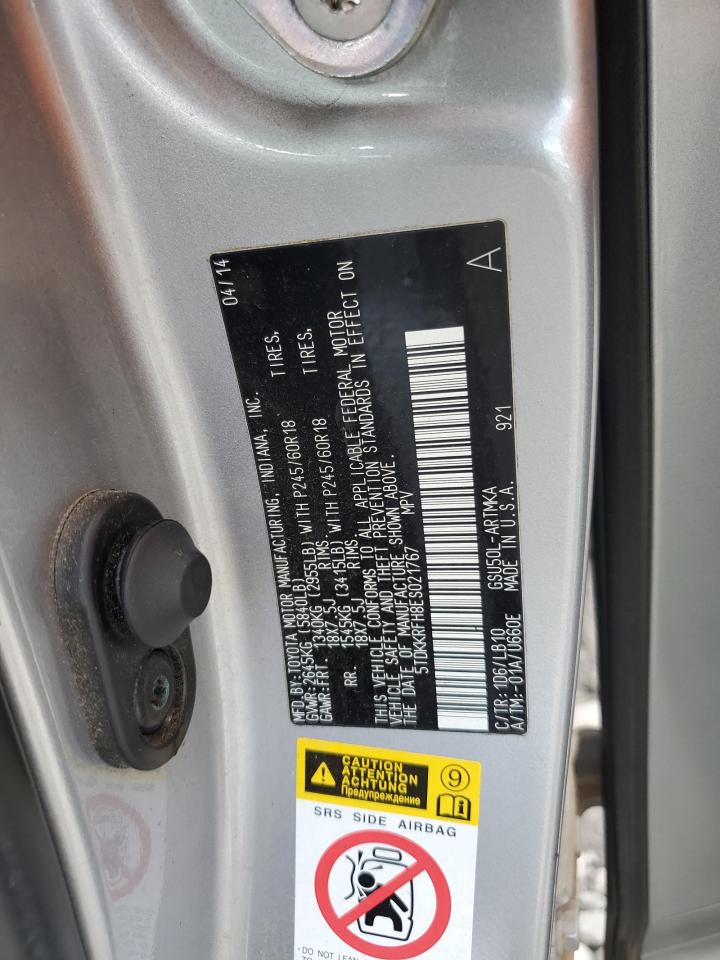 MFD.BY:TOYOTA MOTOR MANUFACTURING, INDIANA, INC. 04/14
GVWR:2645KG (5840LB)
GAWR:FRT. 1340KG (2955LB) WITH P245/60R18 TIRES,
18X7.5J RIMS.
RR. 1545KG (3415LB) WITH P245/60R18 TIRES,
18X7.5J RIMS.
THIS VEHICLE CONFORMS TO ALL APPLICABLE FEDERAL MOTOR
VEHICLE SAFETY AND THEFT PREVENTION STANDARDS IN EFFECT ON
THE DATE OF MANUFACTURE SHOWN ABOVE.
5TDKKRFH8ES021767 MPV
C/TR:1D6/LB10 GSU50L-ARTMKA 921 A
A/TM:-01A/U660E MADE IN U.S.A.
CAUTION
ATTENTION
ACHTUNG
Предупреждение
9
i
SRS SIDE AIRBAG
·DO NOT LEAN